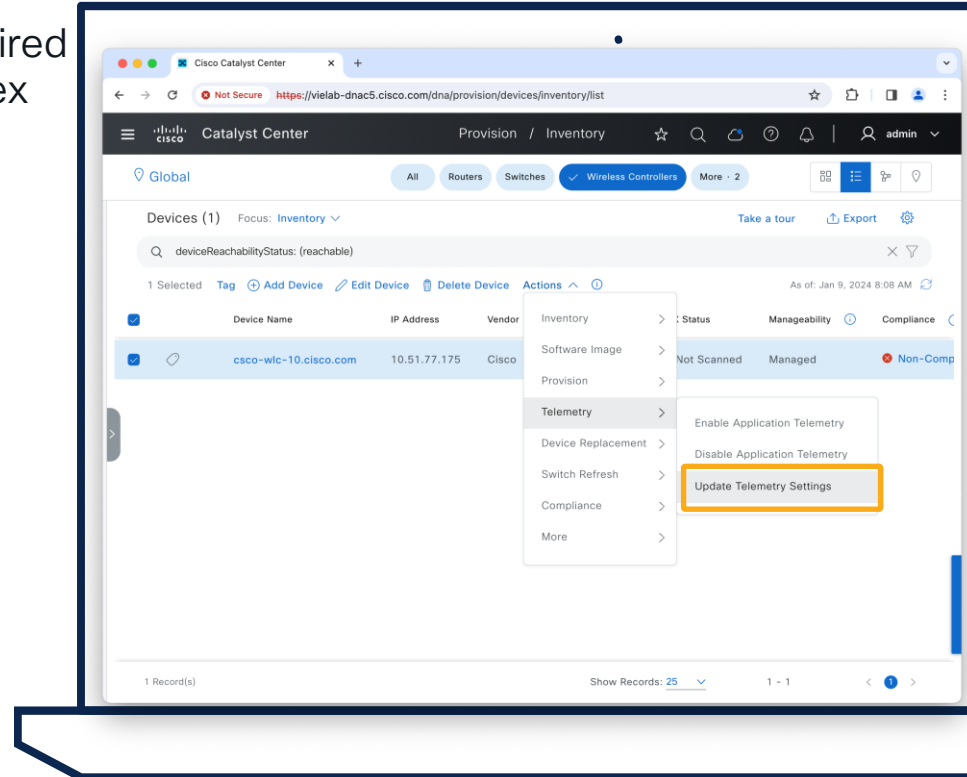 ired
ex
Cisco Catalyst Center × +
Not Secure https://vielab-dnac5.cisco.com/dna/provision/devices/inventory/list
cisco Catalyst Center Provision / Inventory admin
Global All Routers Switches Wireless Controllers More · 2
Devices (1) Focus: Inventory Take a tour Export
deviceReachabilityStatus: (reachable)
1 Selected Tag Add Device Edit Device Delete Device Actions As of: Jan 9, 2024 8:08 AM
Device Name IP Address Vendor Status Manageability Compliance
csco-wlc-10.cisco.com 10.51.77.175 Cisco Not Scanned Managed Non-Comp
Inventory
Software Image
Provision
Telemetry
Device Replacement
Switch Refresh
Compliance
More
Enable Application Telemetry
Disable Application Telemetry
Update Telemetry Settings
1 Record(s) Show Records: 25 1 - 1 1